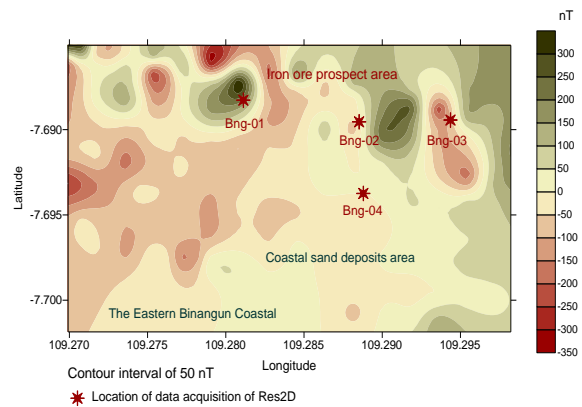 nT
Iron ore prospect area
Bng-01
Bng-02
Bng-03
Bng-04
Coastal sand deposits area
The Eastern Binangun Coastal
Latitude
-7.690
-7.695
-7.700
109.270
109.275
109.280
109.285
109.290
109.295
Longitude
350
300
250
200
150
100
50
0
-50
-100
-150
-200
-250
-300
-350
Contour interval of 50 nT
Location of data acquisition of Res2D